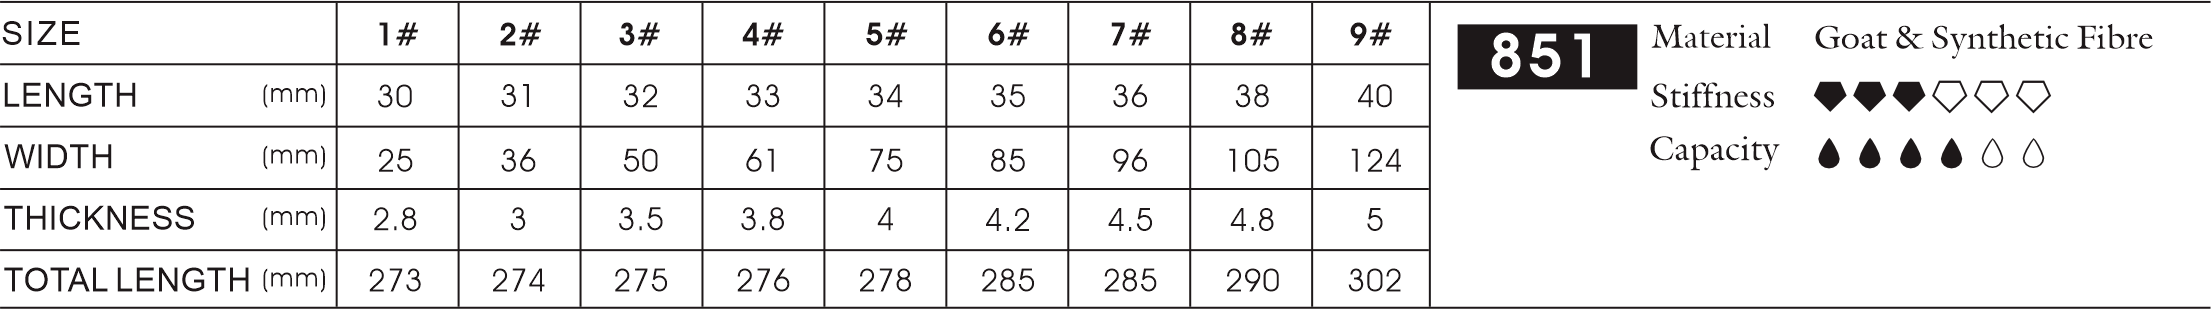 SIZE 1# 2# 3# 4# 5# 6# 7# 8# 9#
LENGTH (mm) 30 31 32 33 34 35 36 38 40
WIDTH (mm) 25 36 50 61 75 85 96 105 124
THICKNESS (mm) 2.8 3 3.5 3.8 4 4.2 4.5 4.8 5
TOTAL LENGTH (mm) 273 274 275 276 278 285 285 290 302
851 Material Goat & Synthetic Fibre
Stiffness
Capacity